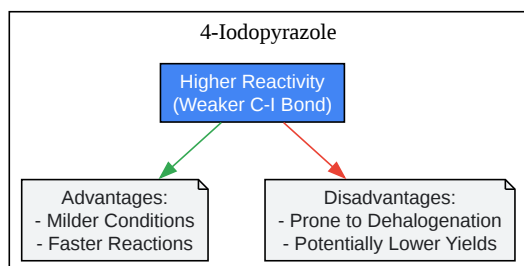 4-Iodopyrazole
Higher Reactivity
(Weaker C-I Bond)
Advantages:
- Milder Conditions
- Faster Reactions
Disadvantages:
- Prone to Dehalogenation
- Potentially Lower Yields